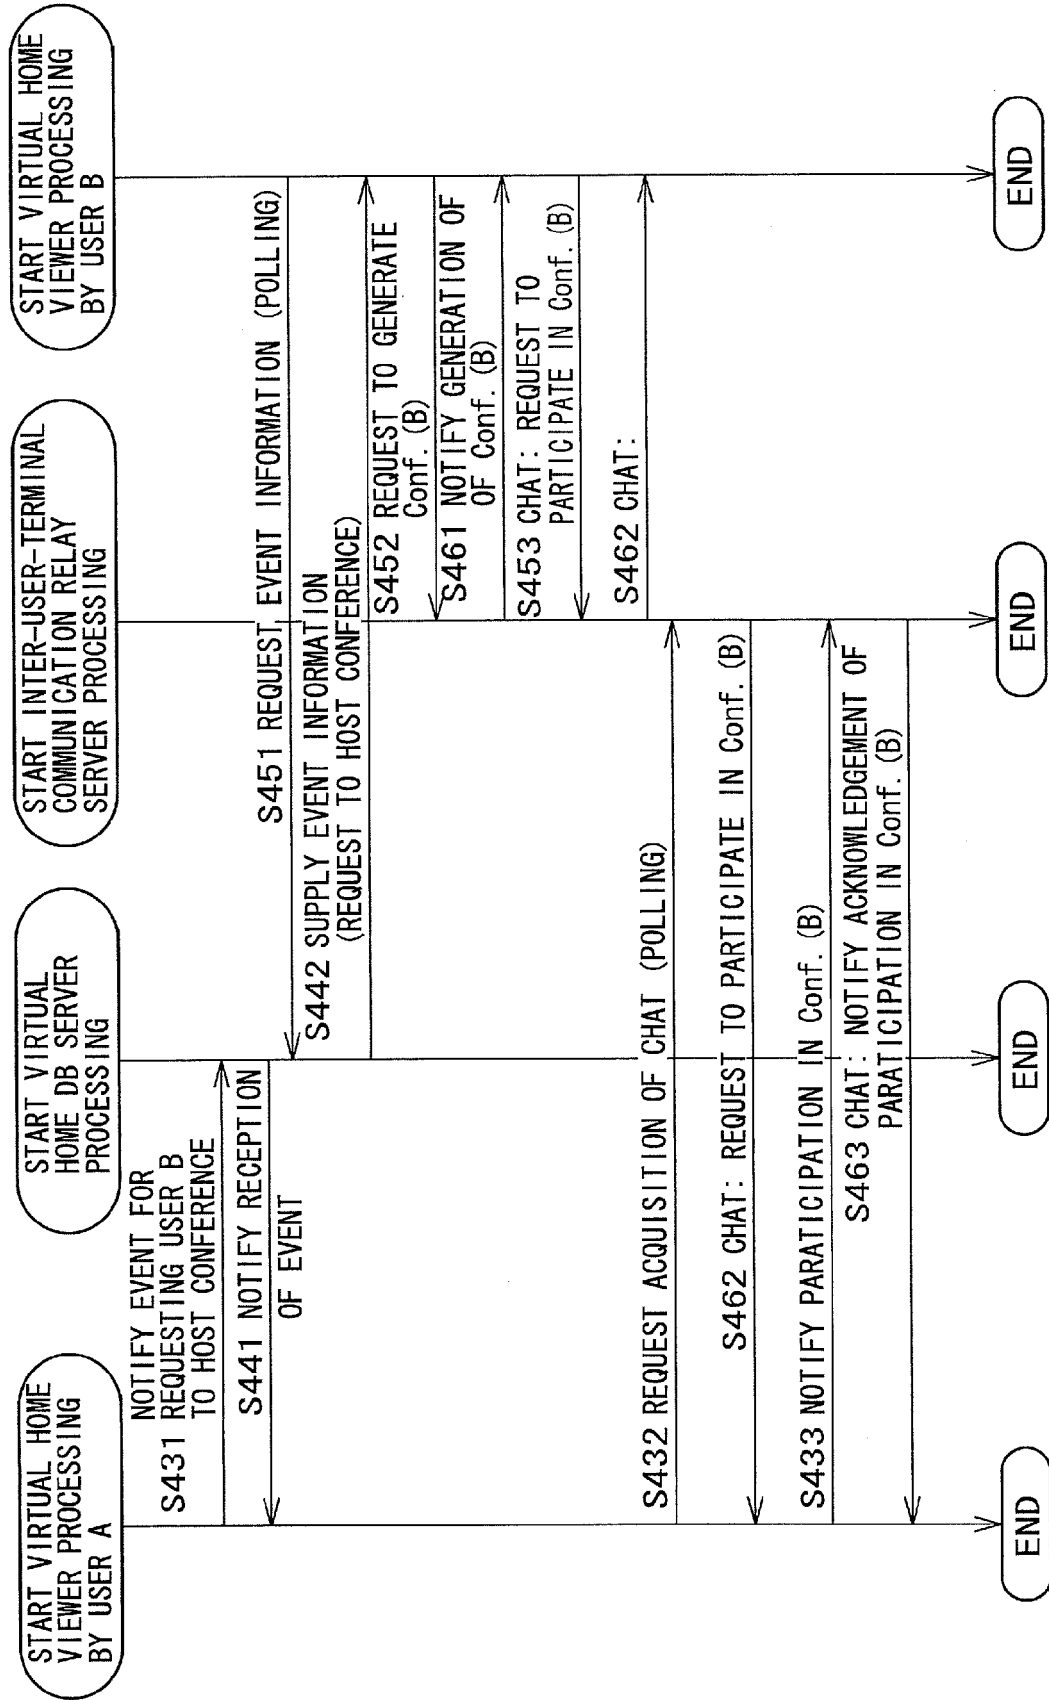 START VIRTUAL HOME
VIEWER PROCESSING
BY USER A
START VIRTUAL
HOME DB SERVER
PROCESSING
START INTER-USER-TERMINAL
COMMUNICATION RELAY
SERVER PROCESSING
START VIRTUAL HOME
VIEWER PROCESSING
BY USER B
NOTIFY EVENT FOR
S431 REQUESTING USER B
TO HOST CONFERENCE
S441 NOTIFY RECEPTION
OF EVENT
S451 REQUEST EVENT INFORMATION (POLLING)
S442 SUPPLY EVENT INFORMATION
(REQUEST TO HOST CONFERENCE)
S452 REQUEST TO GENERATE
Conf. (B)
S461 NOTIFY GENERATION OF
OF Conf. (B)
S453 CHAT: REQUEST TO
PARTICIPATE IN Conf. (B)
S462 CHAT:
S432 REQUEST ACQUISITION OF CHAT (POLLING)
S462 CHAT: REQUEST TO PARTICIPATE IN Conf. (B)
S433 NOTIFY PARATICIPATION IN Conf. (B)
S463 CHAT: NOTIFY ACKNOWLEDGEMENT OF
PARATICIPATION IN Conf. (B)
END
END
END
END